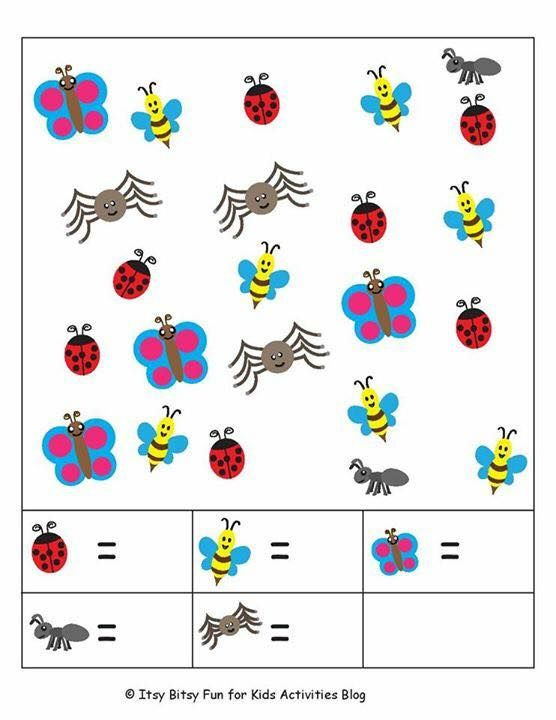 = = =
= =
© Itsy Bitsy Fun for Kids Activities Blog